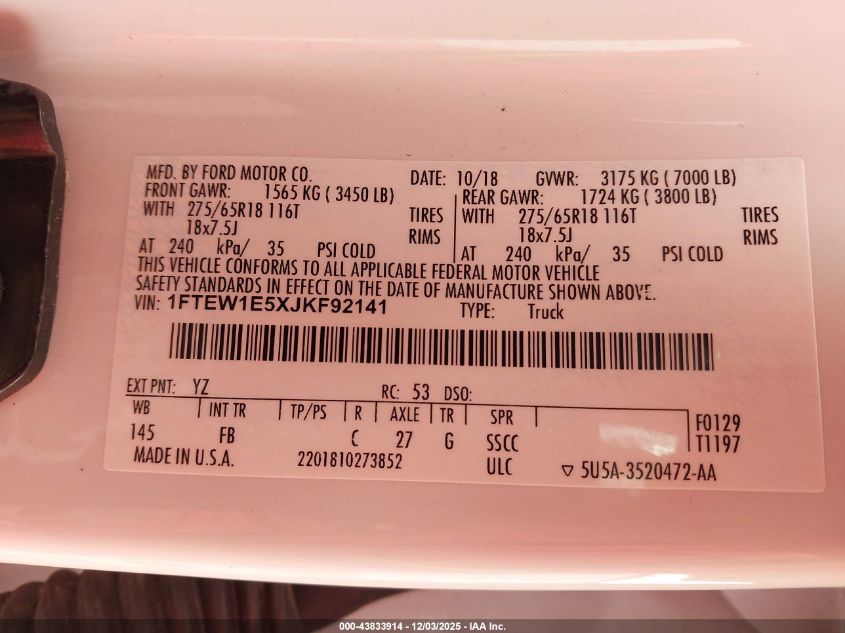 MFD. BY FORD MOTOR CO. DATE: 10/18 GVWR: 3175 KG ( 7000 LB)
FRONT GAWR: 1565 KG ( 3450 LB) REAR GAWR: 1724 KG ( 3800 LB)
WITH 275/65R18 116T TIRES WITH 275/65R18 116T TIRES
18x7.5J RIMS 18x7.5J RIMS
AT 240 kPa/ 35 PSI COLD AT 240 kPa/ 35 PSI COLD
THIS VEHICLE CONFORMS TO ALL APPLICABLE FEDERAL MOTOR VEHICLE
SAFETY STANDARDS IN EFFECT ON THE DATE OF MANUFACTURE SHOWN ABOVE.
VIN: 1FTEW1E5XJKF92141 TYPE: Truck
EXT PNT: YZ RC: 53 DSO:
WB INT TR TP/PS R AXLE TR SPR F0129
145 FB C 27 G SSCC T1197
MADE IN U.S.A. 2201810273852 ULC 5U5A-3520472-AA
000-43833914 - 12/03/2025 - IAA Inc.